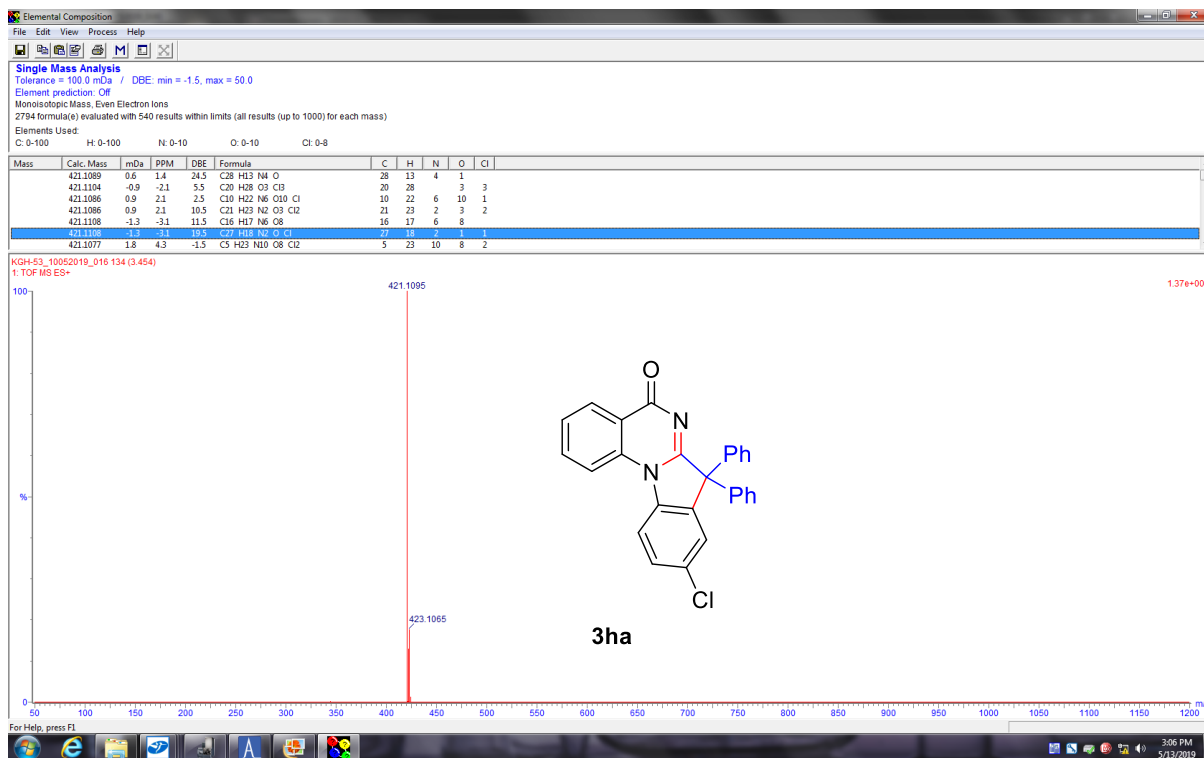 Elemental Composition
File Edit View Process Help
M
Single Mass Analysis
Tolerance = 100.0 mDa / DBE: min = -1.5, max = 50.0
Element prediction: Off
Monoisotopic Mass, Even Electron Ions
2794 formula(e) evaluated with 540 results within limits (all results (up to 1000) for each mass)
Elements Used:
C: 0-100 H: 0-100 N: 0-10 O: 0-10 Cl: 0-8
Mass Calc. Mass mDa PPM DBE Formula C H N O Cl
421.1089 0.6 1.4 24.5 C28 H13 N4 O 28 13 4 1
421.1104 -0.9 -2.1 5.5 C20 H28 O3 Cl3 20 28 3 3
421.1086 0.9 2.1 2.5 C10 H22 N6 O10 Cl 10 22 6 10 1
421.1086 0.9 2.1 10.5 C21 H23 N2 O3 Cl2 21 23 2 3 2
421.1108 -1.3 -3.1 11.5 C16 H17 N6 O8 16 17 6 8
421.1108 -1.3 -3.1 19.5 C27 H18 N2 O Cl 27 18 2 1 1
421.1077 1.8 4.3 -1.5 C5 H23 N10 O8 Cl2 5 23 10 8 2
KGH-53_10052019_016 134 (3.454)
1: TOF MS ES+
1.37e+00
100
421.1095
O
N
Ph
N
Ph
%
Cl
423.1065
3ha
0
50 100 150 200 250 300 350 400 450 500 550 600 650 700 750 800 850 900 950 1000 1050 1100 1150 1200
For Help, press F1
3:06 PM
5/13/2019